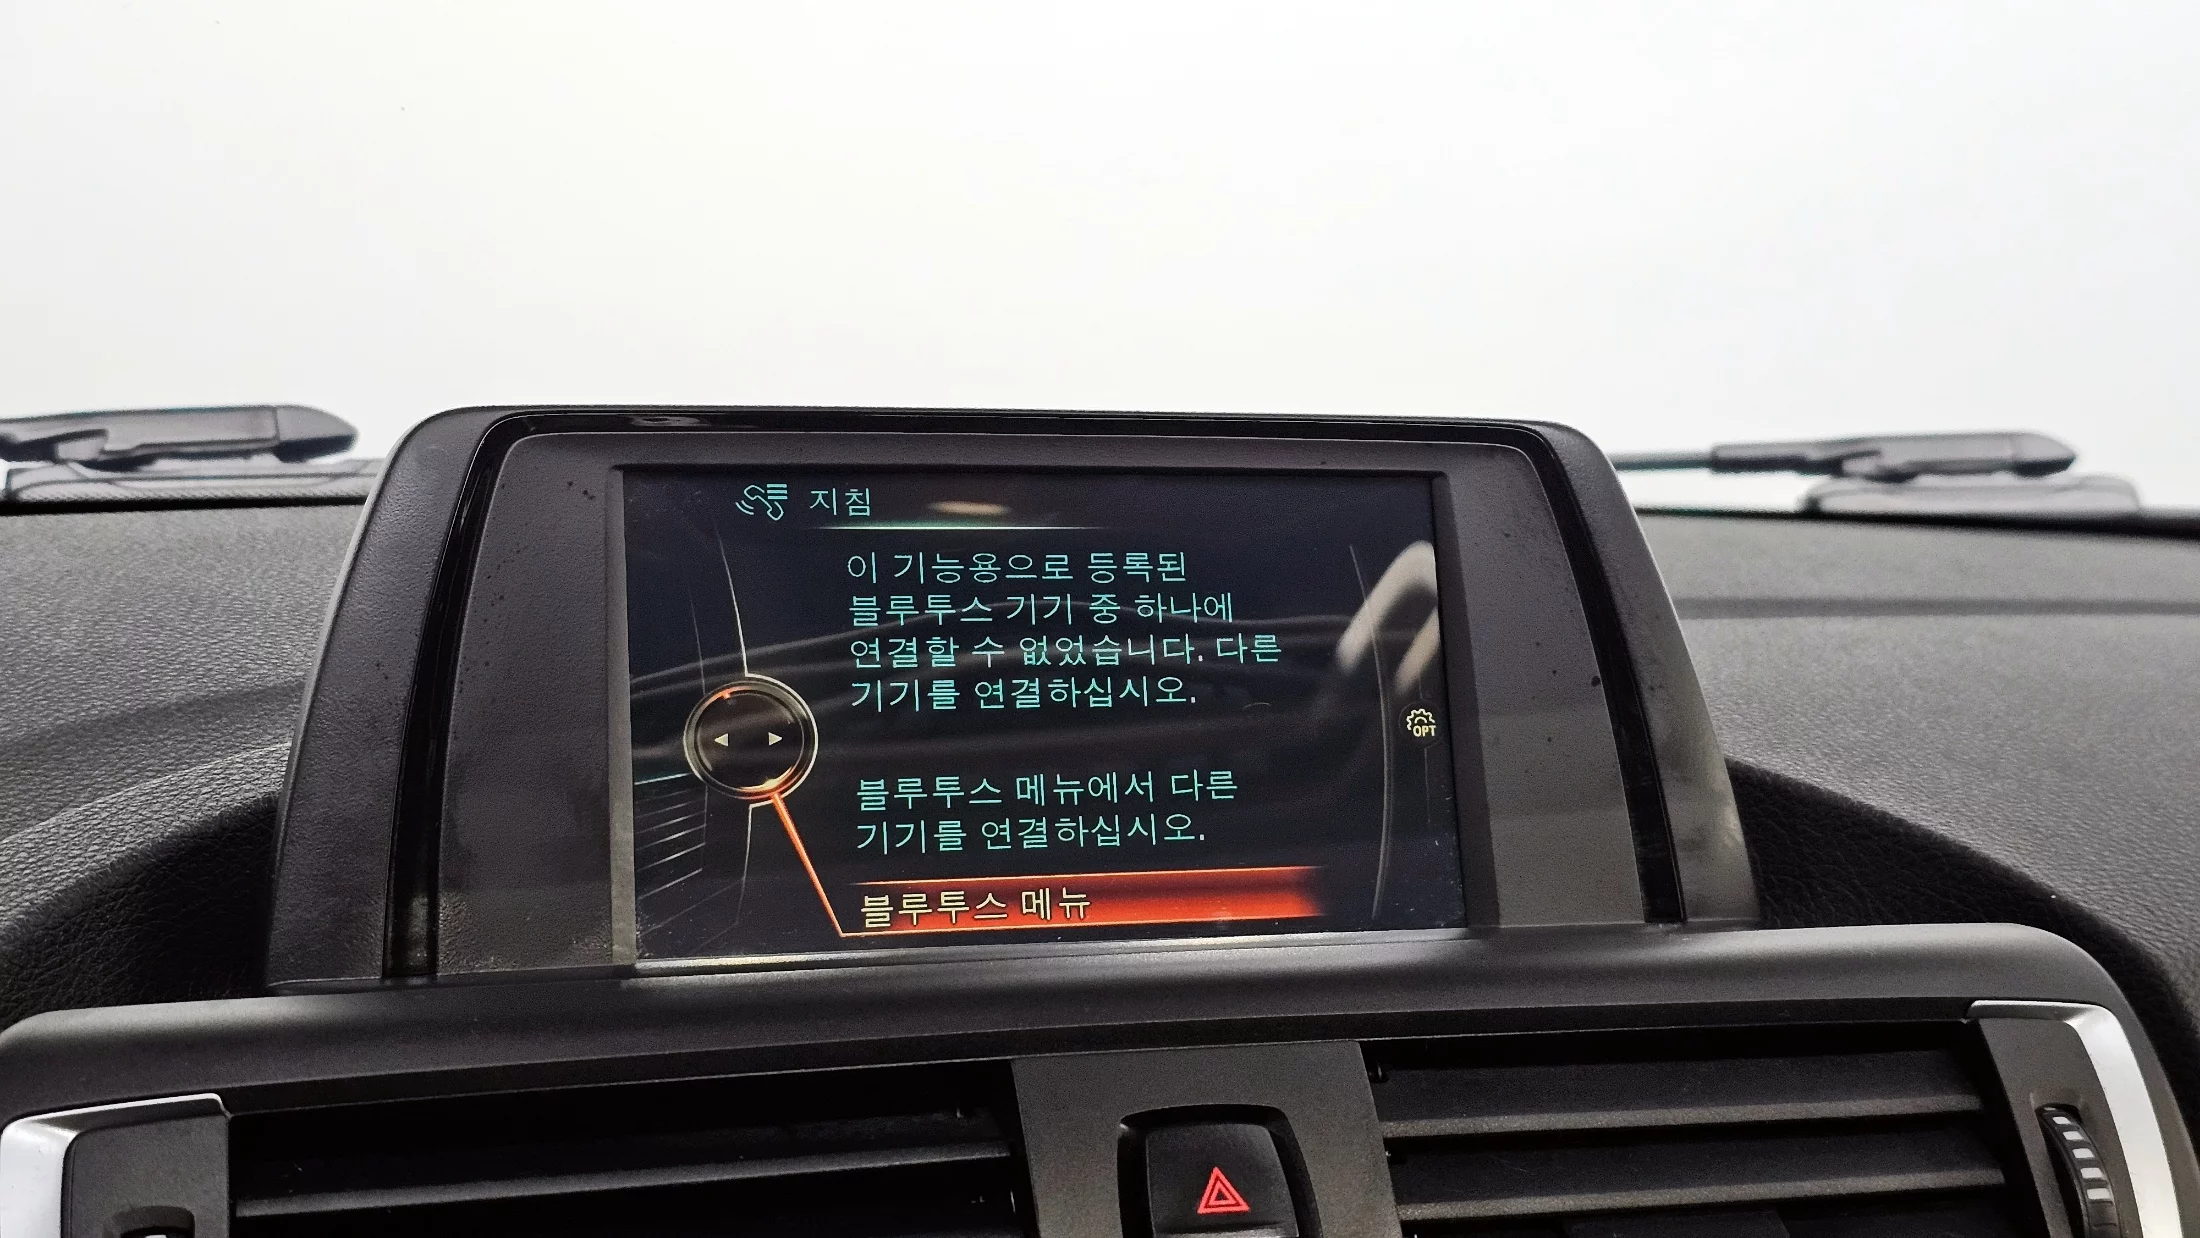 지침
이 기능용으로 등록된
블루투스 기기 중 하나에
연결할 수 없었습니다. 다른
기기를 연결하십시오.
OPT
블루투스 메뉴에서 다른
기기를 연결하십시오.
블루투스 메뉴